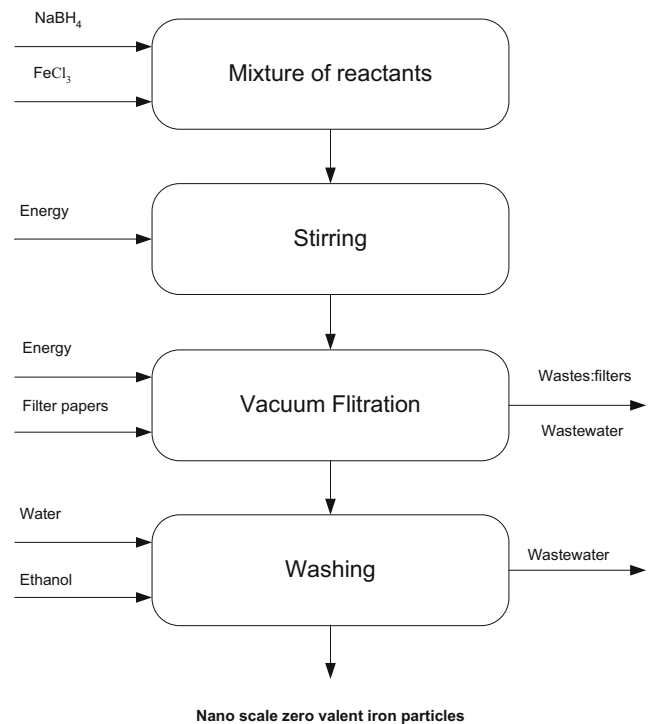 NaBH₄
FeCl₃
Mixture of reactants
Energy
Stirring
Energy
Filter papers
Vacuum Flitration
Wastes:filters
Wastewater
Water
Ethanol
Washing
Wastewater
Nano scale zero valent iron particles